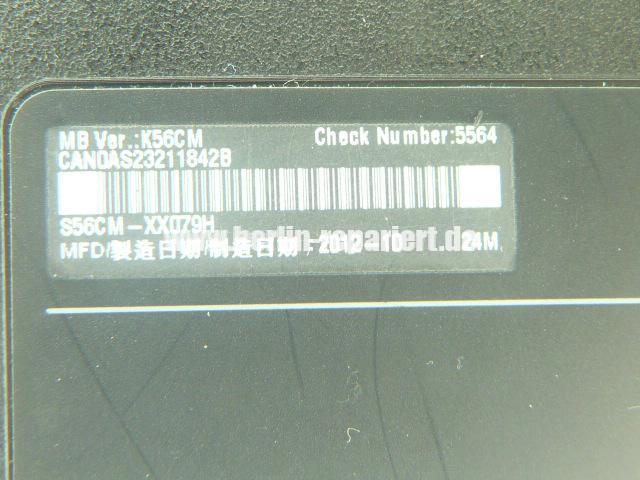 MB Ver.:K56CM Check Number:5564
CANOAS23211842B
S56CM-XX079H
www.berlin-repariert.de
MFD/製造日期/制造日期:2012-10 24M